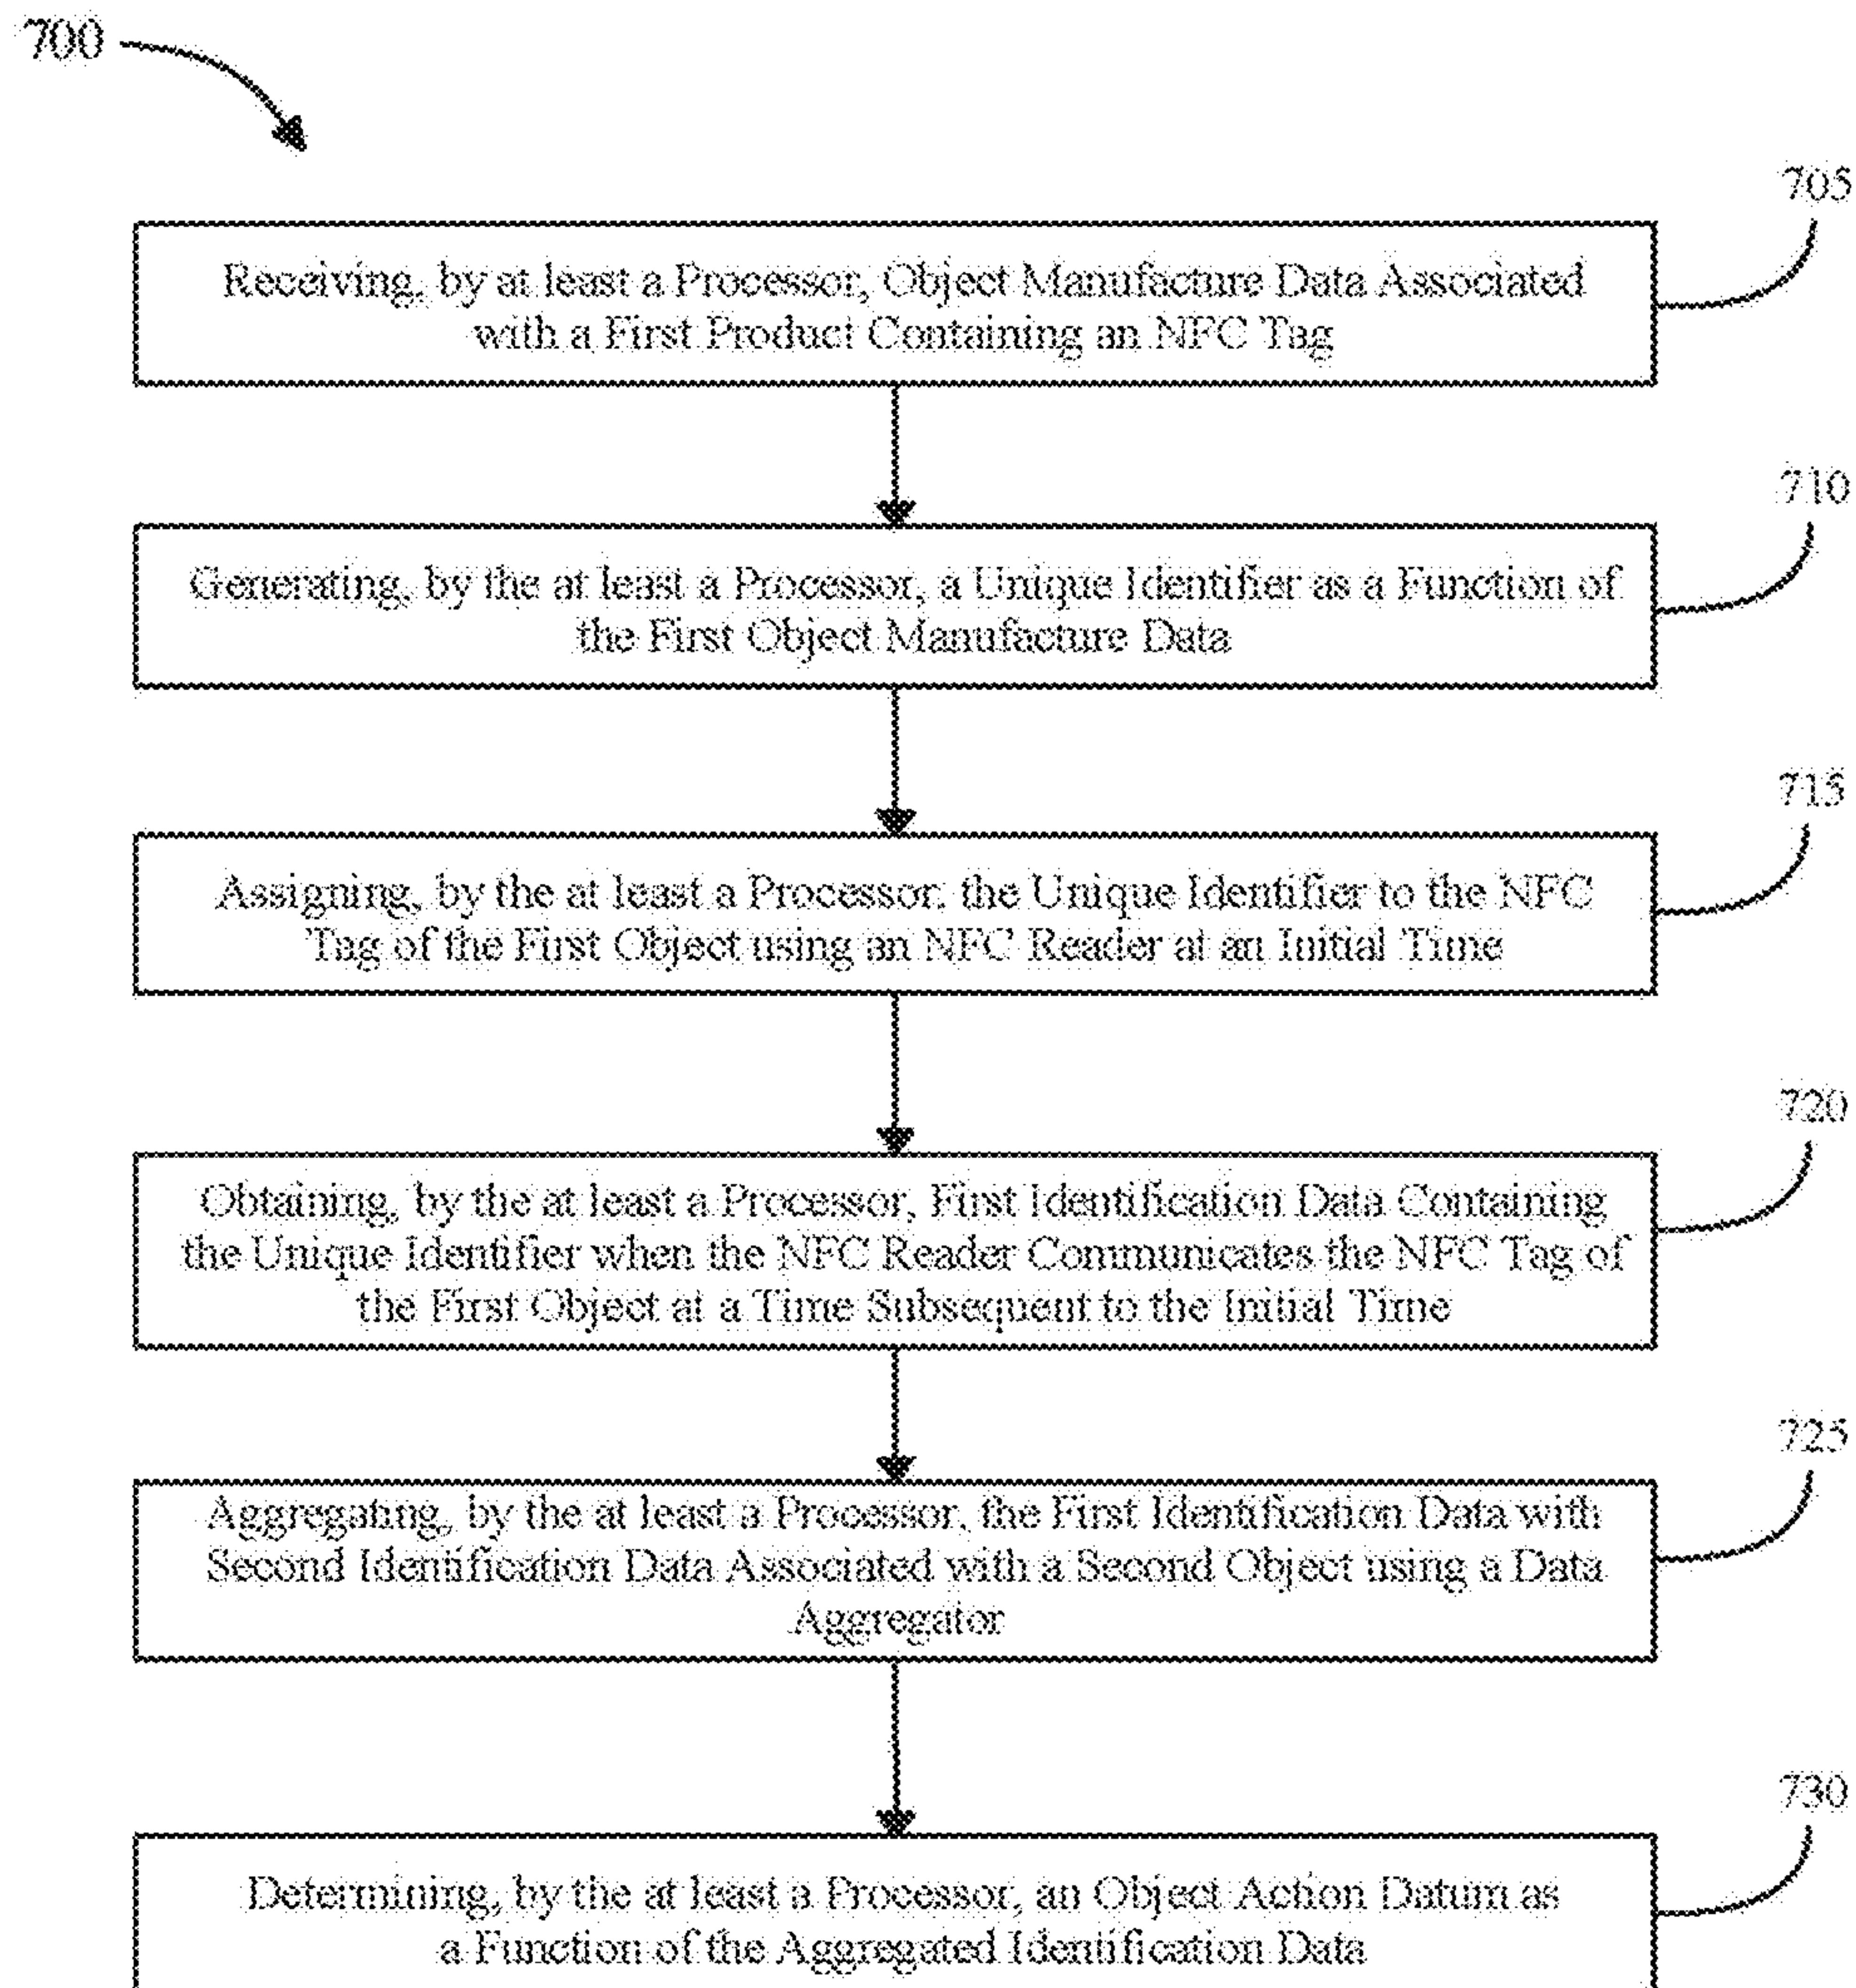 700
705
Receiving, by at least a Processor, Object Manufacture Data Associated
with a First Product Containing an NFC Tag
710
Generating, by the at least a Processor, a Unique Identifier as a Function of
the First Object Manufacture Data
715
Assigning, by the at least a Processor, the Unique Identifier to the NFC
Tag of the First Object using an NFC Reader at an Initial Time
720
Obtaining, by the at least a Processor, First Identification Data Containing
the Unique Identifier when the NFC Reader Communicates the NFC Tag of
the First Object at a Time Subsequent to the Initial Time
725
Aggregating, by the at least a Processor, the First Identification Data with
Second Identification Data Associated with a Second Object using a Data
Aggregator
730
Determining, by the at least a Processor, an Object Action Datum as
a Function of the Aggregated Identification Data